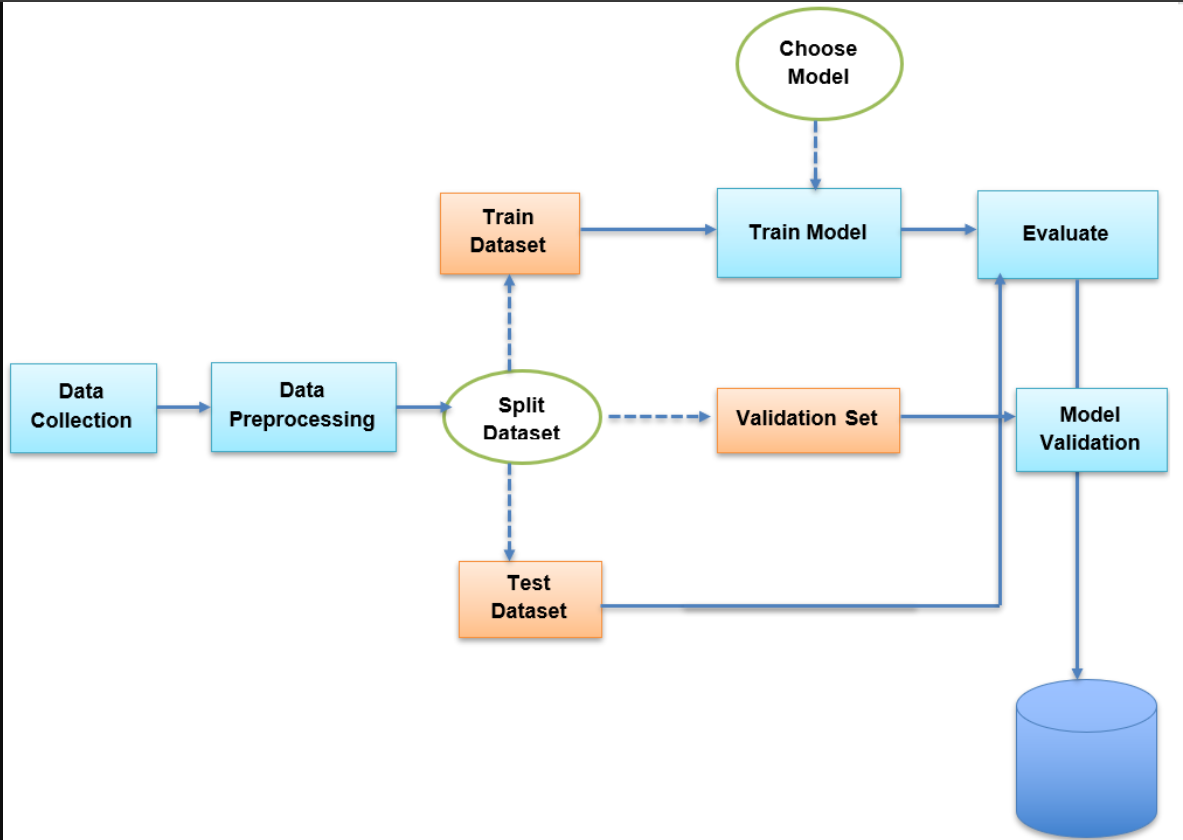 Choose
Model
Train
Dataset
Train Model
Evaluate
Data
Collection
Data
Preprocessing
Split
Dataset
Validation Set
Model
Validation
Test
Dataset